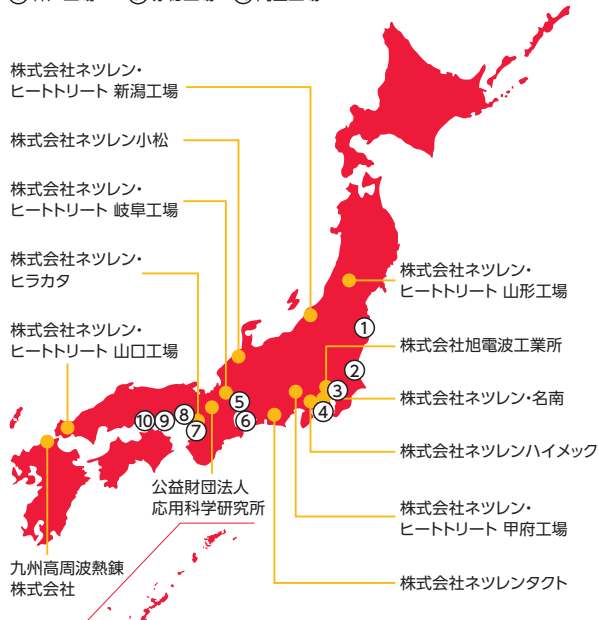 株式会社ネツレン・
ヒートトリート 新潟工場
株式会社ネツレン小松
株式会社ネツレン・
ヒートトリート 岐阜工場
株式会社ネツレン・
ヒラカタ
株式会社ネツレン・
ヒートトリート 山口工場
九州高周波熱錬
株式会社
公益財団法人
応用科学研究所
株式会社ネツレン・
ヒートトリート 山形工場
株式会社旭電波工業所
株式会社ネツレン・名南
株式会社ネツレンハイメック
株式会社ネツレン・
ヒートトリート 甲府工場
株式会社ネツレンタクト
①
②
③
④
⑤
⑥
⑦
⑧
⑨
⑩